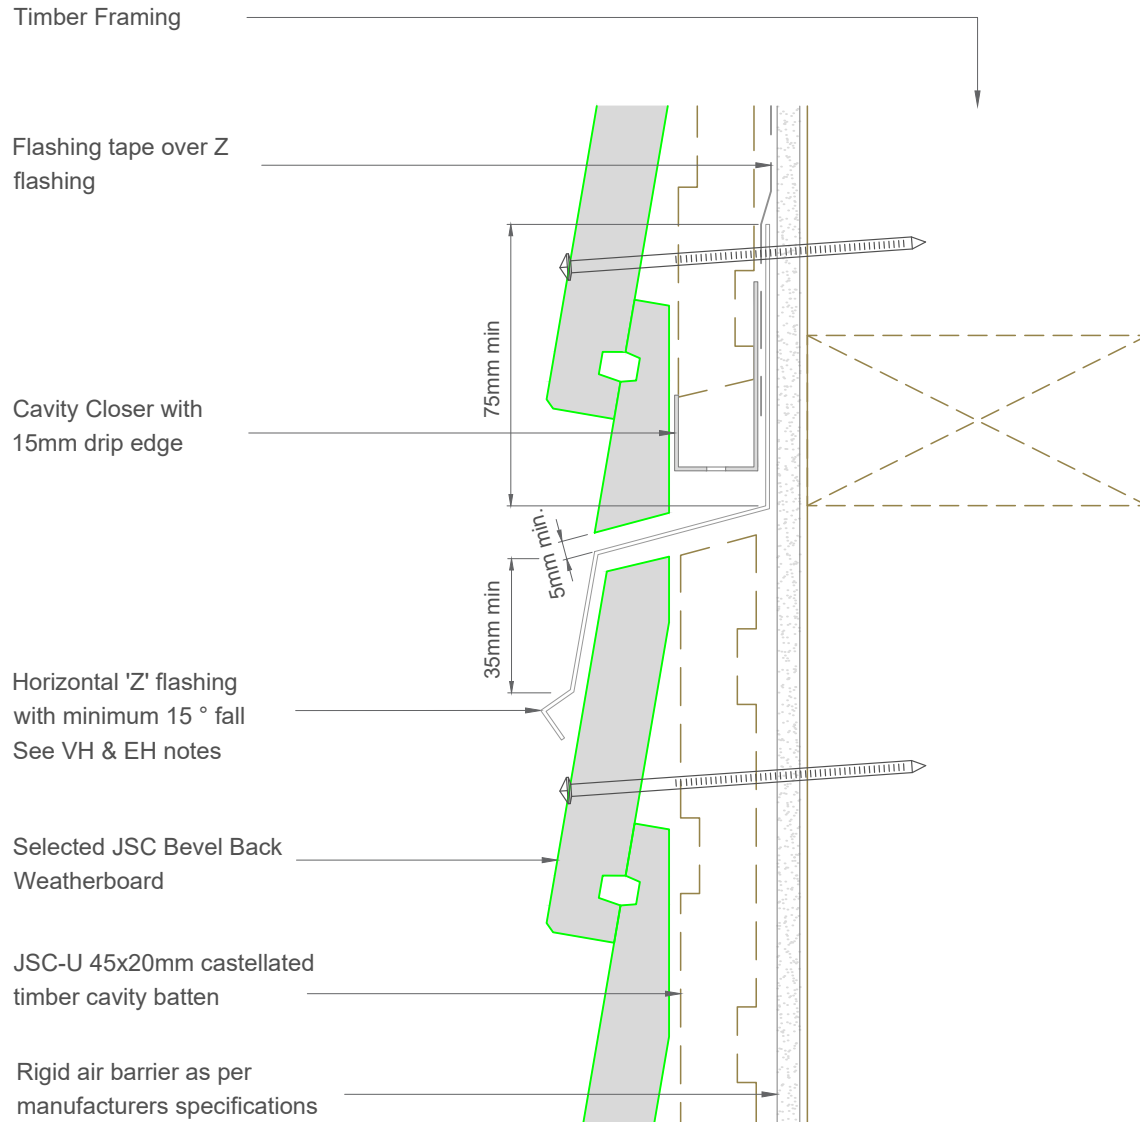 Timber Framing
Flashing tape over Z
flashing
75mm min
Cavity Closer with
15mm drip edge
5mm min.
35mm min
Horizontal 'Z' flashing
with minimum 15 ° fall
See VH & EH notes
Selected JSC Bevel Back
Weatherboard
JSC-U 45x20mm castellated
timber cavity batten
Rigid air barrier as per
manufacturers specifications